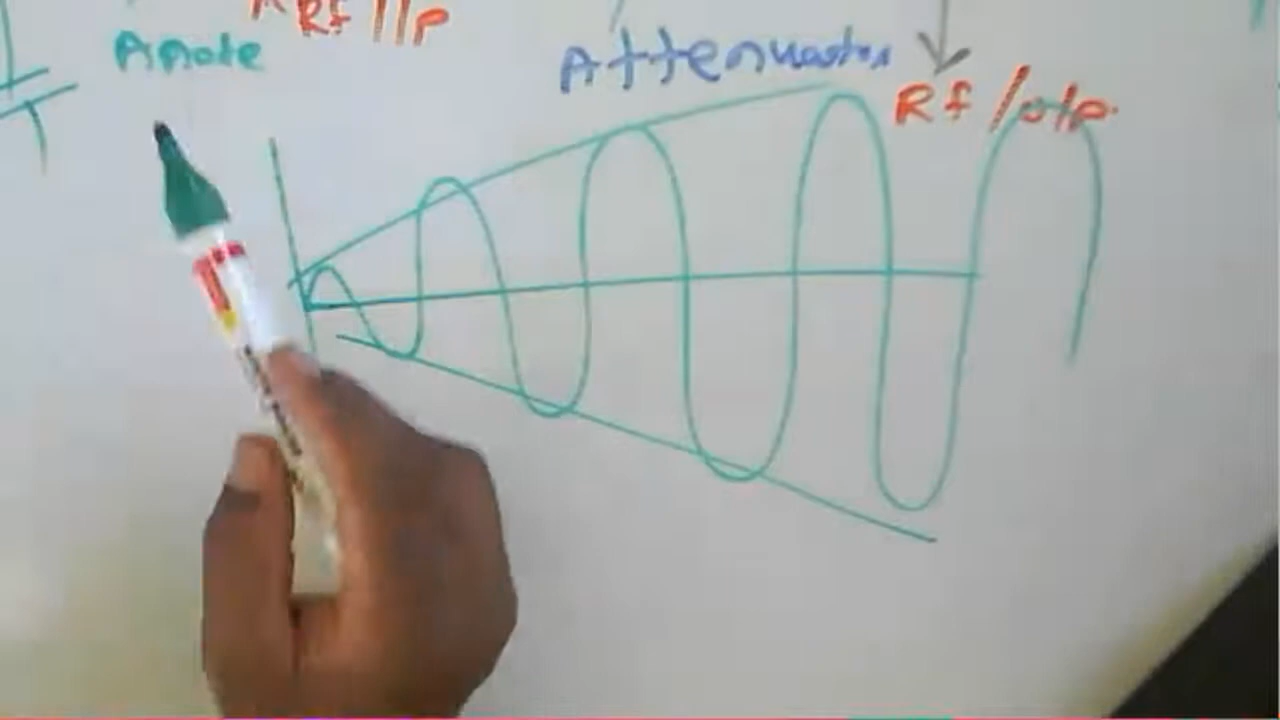 Rf I/p
Anode
Attenuator
Rf /o/p.